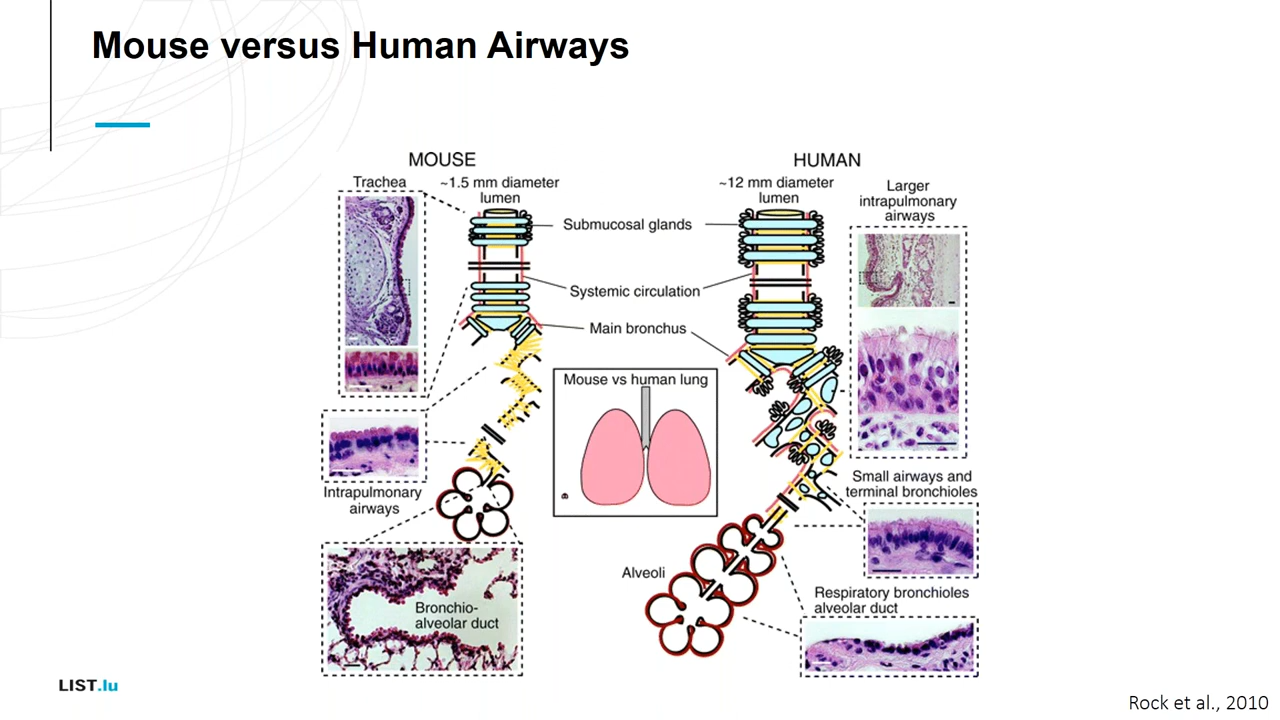 Mouse versus Human Airways
MOUSE
HUMAN
Trachea
~1.5 mm diameter
lumen
~12 mm diameter
lumen
Larger
intrapulmonary
airways
Submucosal glands
Systemic circulation
Main bronchus
Mouse vs human lung
Intrapulmonary
airways
Small airways and
terminal bronchioles
Alveoli
Respiratory bronchioles
alveolar duct
Bronchio-
alveolar duct
LIST.lu
Rock et al., 2010